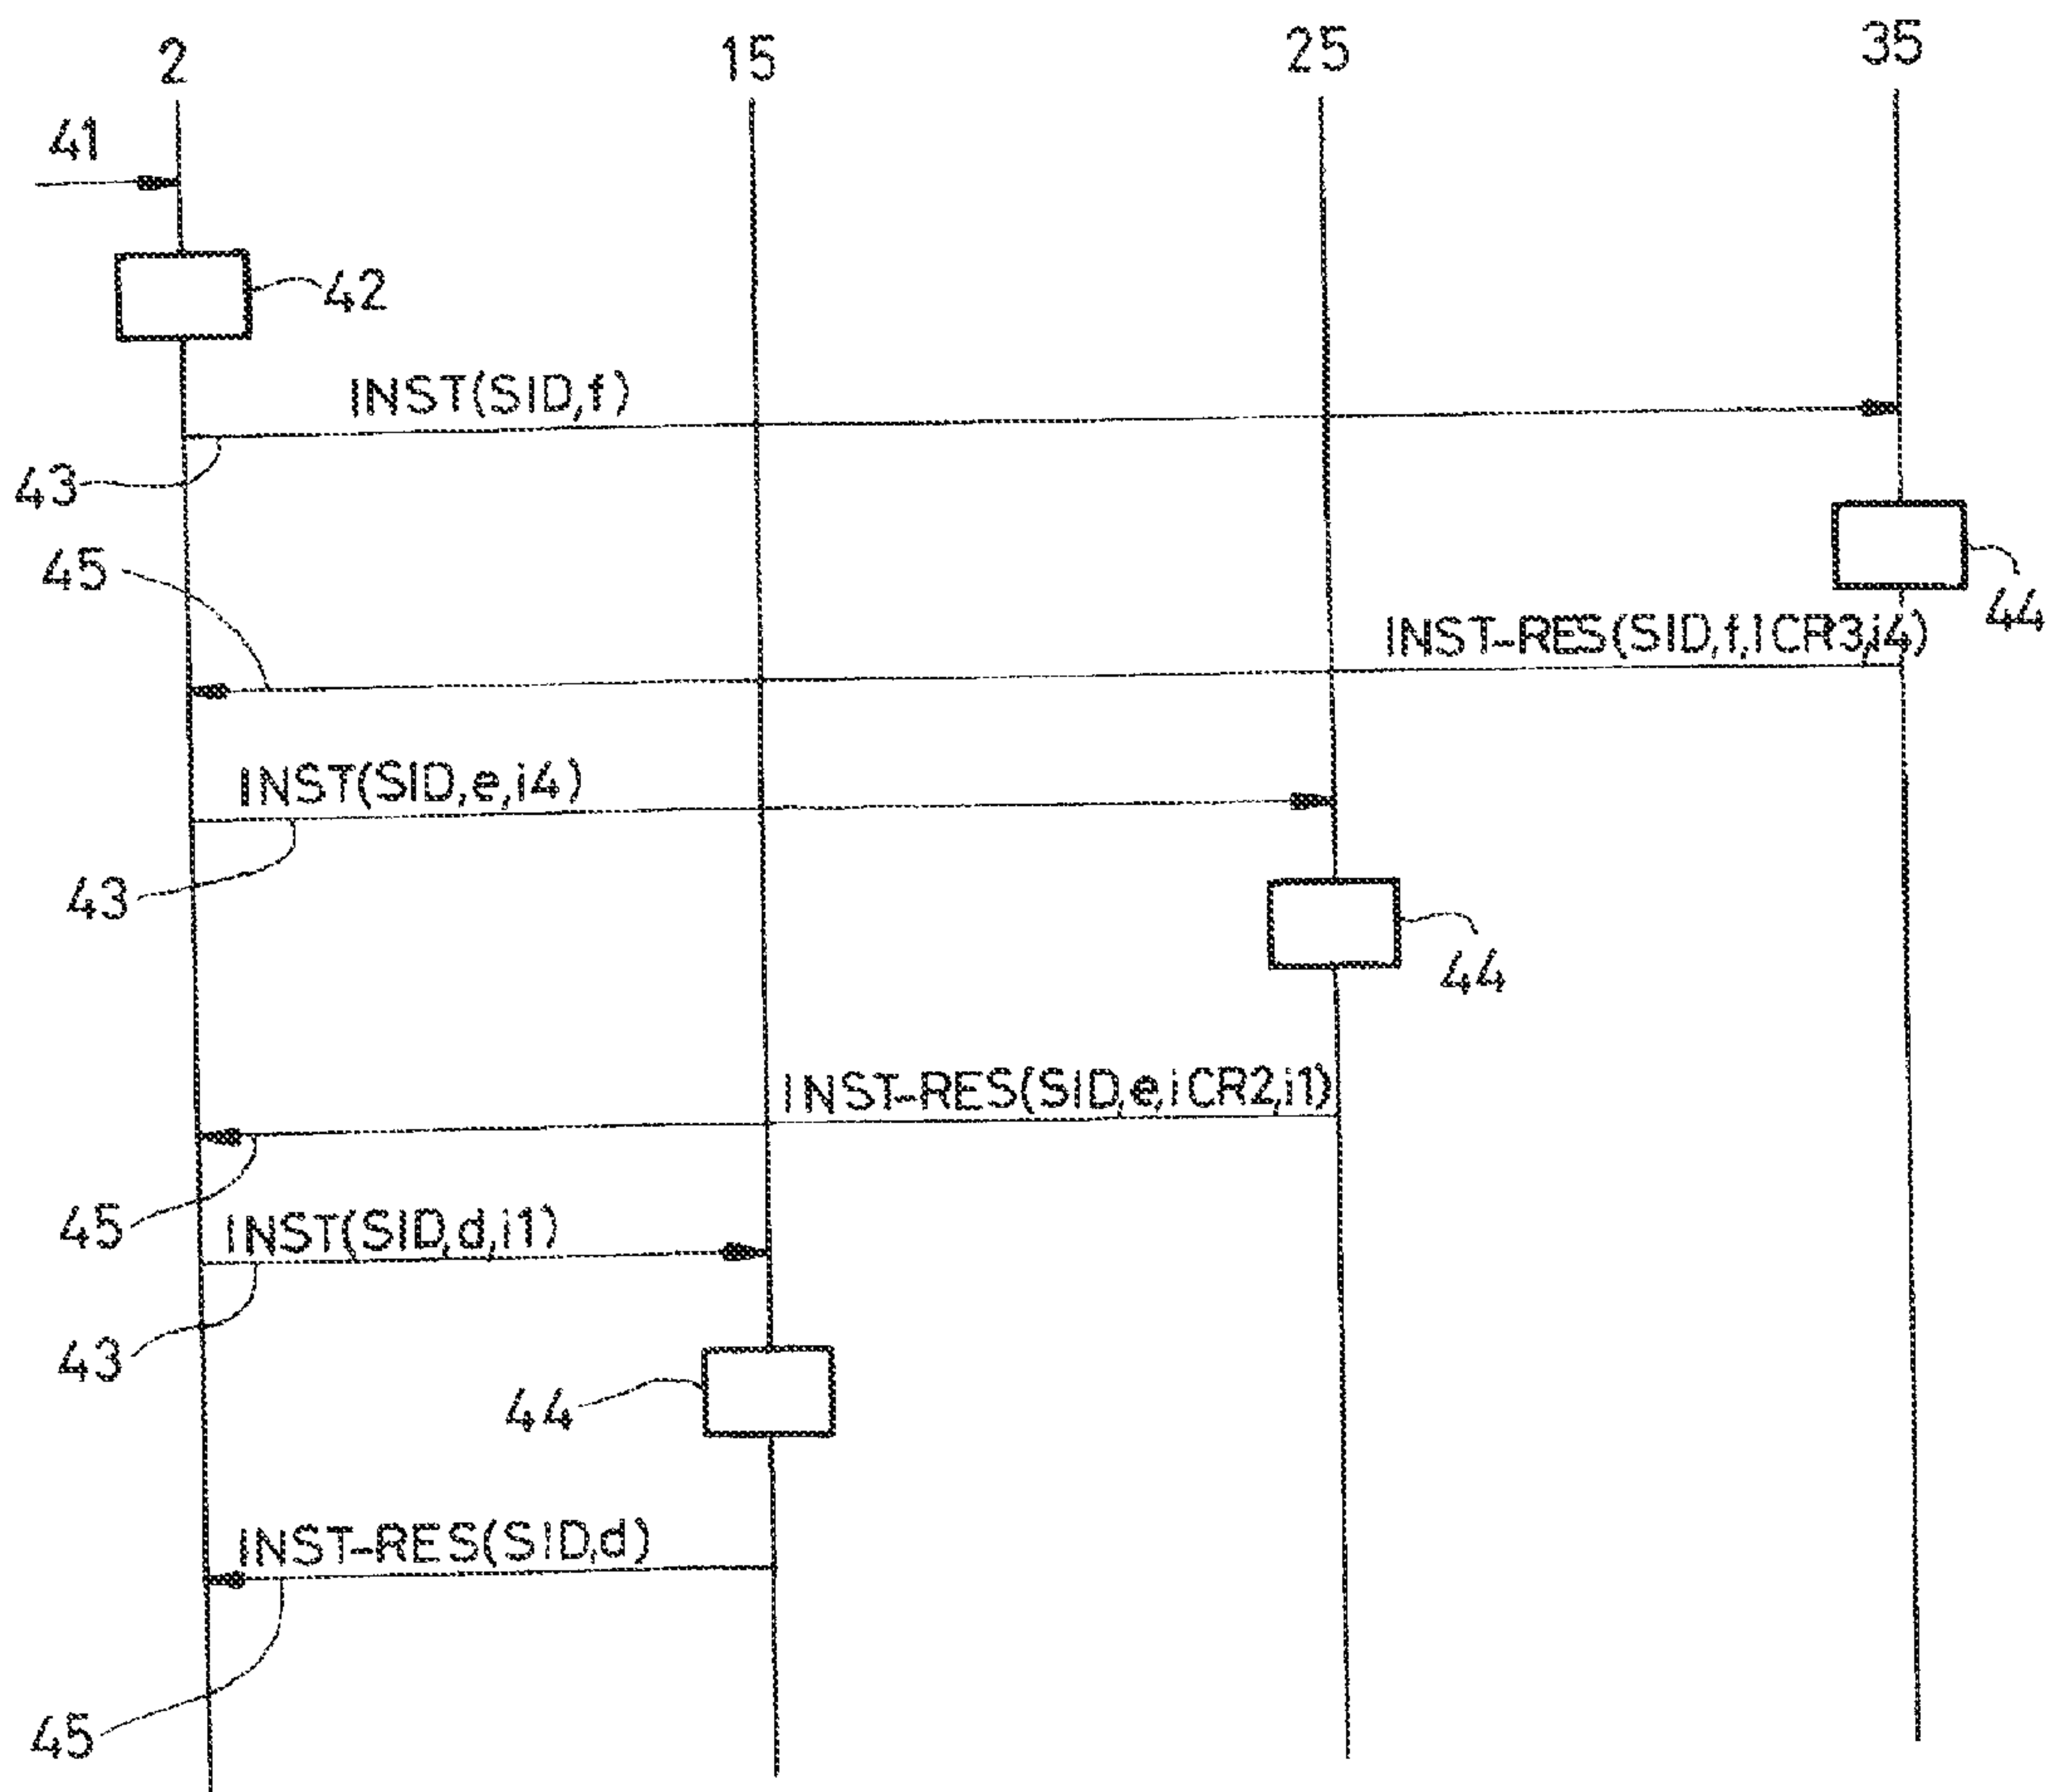 2
15
25
35
41
42
INST(SID,f)
43
44
45
INST-RES(SID,f,ICR3,i4)
INST(SID,e,i4)
43
44
INST-RES(SID,e,iCR2,i1)
45
INST(SID,d,i1)
43
44
INST-RES(SID,d)
45